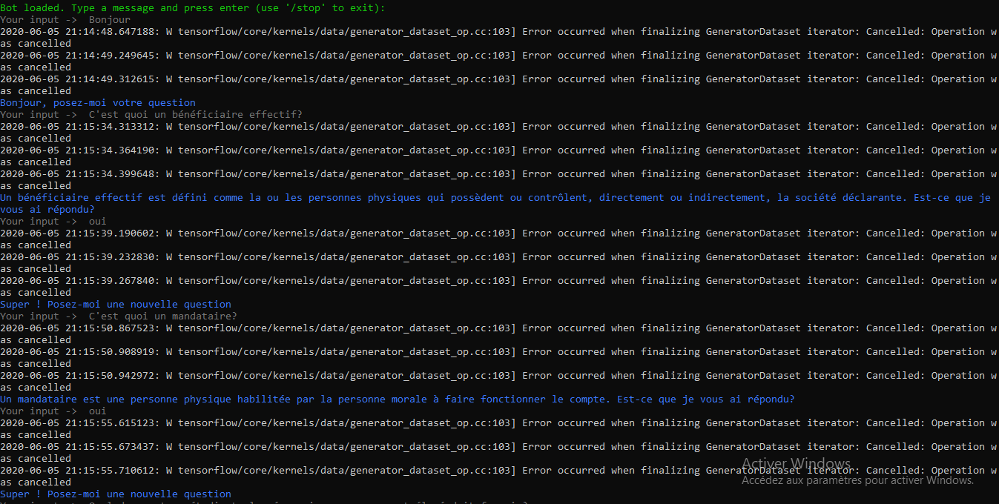 Bot loaded. Type a message and press enter (use '/stop' to exit):
Your input ->  Bonjour
2020-06-05 21:14:48.647188: W tensorflow/core/kernels/data/generator_dataset_op.cc:103] Error occurred when finalizing GeneratorDataset iterator: Cancelled: Operation w
as cancelled
2020-06-05 21:14:49.249645: W tensorflow/core/kernels/data/generator_dataset_op.cc:103] Error occurred when finalizing GeneratorDataset iterator: Cancelled: Operation w
as cancelled
2020-06-05 21:14:49.312615: W tensorflow/core/kernels/data/generator_dataset_op.cc:103] Error occurred when finalizing GeneratorDataset iterator: Cancelled: Operation w
as cancelled
Bonjour, posez-moi votre question
Your input ->  C'est quoi un bénéficiaire effectif?
2020-06-05 21:15:34.313312: W tensorflow/core/kernels/data/generator_dataset_op.cc:103] Error occurred when finalizing GeneratorDataset iterator: Cancelled: Operation w
as cancelled
2020-06-05 21:15:34.364190: W tensorflow/core/kernels/data/generator_dataset_op.cc:103] Error occurred when finalizing GeneratorDataset iterator: Cancelled: Operation w
as cancelled
2020-06-05 21:15:34.399648: W tensorflow/core/kernels/data/generator_dataset_op.cc:103] Error occurred when finalizing GeneratorDataset iterator: Cancelled: Operation w
as cancelled
Un bénéficiaire effectif est défini comme la ou les personnes physiques qui possèdent ou contrôlent, directement ou indirectement, la société déclarante. Est-ce que je
vous ai répondu?
Your input ->  oui
2020-06-05 21:15:39.190602: W tensorflow/core/kernels/data/generator_dataset_op.cc:103] Error occurred when finalizing GeneratorDataset iterator: Cancelled: Operation w
as cancelled
2020-06-05 21:15:39.232830: W tensorflow/core/kernels/data/generator_dataset_op.cc:103] Error occurred when finalizing GeneratorDataset iterator: Cancelled: Operation w
as cancelled
2020-06-05 21:15:39.267840: W tensorflow/core/kernels/data/generator_dataset_op.cc:103] Error occurred when finalizing GeneratorDataset iterator: Cancelled: Operation w
as cancelled
Super ! Posez-moi une nouvelle question
Your input ->  C'est quoi un mandataire?
2020-06-05 21:15:50.867523: W tensorflow/core/kernels/data/generator_dataset_op.cc:103] Error occurred when finalizing GeneratorDataset iterator: Cancelled: Operation w
as cancelled
2020-06-05 21:15:50.908919: W tensorflow/core/kernels/data/generator_dataset_op.cc:103] Error occurred when finalizing GeneratorDataset iterator: Cancelled: Operation w
as cancelled
2020-06-05 21:15:50.942972: W tensorflow/core/kernels/data/generator_dataset_op.cc:103] Error occurred when finalizing GeneratorDataset iterator: Cancelled: Operation w
as cancelled
Un mandataire est une personne physique habilitée par la personne morale à faire fonctionner le compte. Est-ce que je vous ai répondu?
Your input ->  oui
2020-06-05 21:15:55.615123: W tensorflow/core/kernels/data/generator_dataset_op.cc:103] Error occurred when finalizing GeneratorDataset iterator: Cancelled: Operation w
as cancelled
2020-06-05 21:15:55.673437: W tensorflow/core/kernels/data/generator_dataset_op.cc:103] Error occurred when finalizing GeneratorDataset iterator: Cancelled: Operation w
as cancelled
2020-06-05 21:15:55.710612: W tensorflow/core/kernels/data/generator_dataset_op.cc:103] Error occurred when finalizing GeneratorDataset iterator: Cancelled: Operation w
as cancelled
Super ! Posez-moi une nouvelle question
Activer Windows
Accédez aux paramètres pour activer Windows.